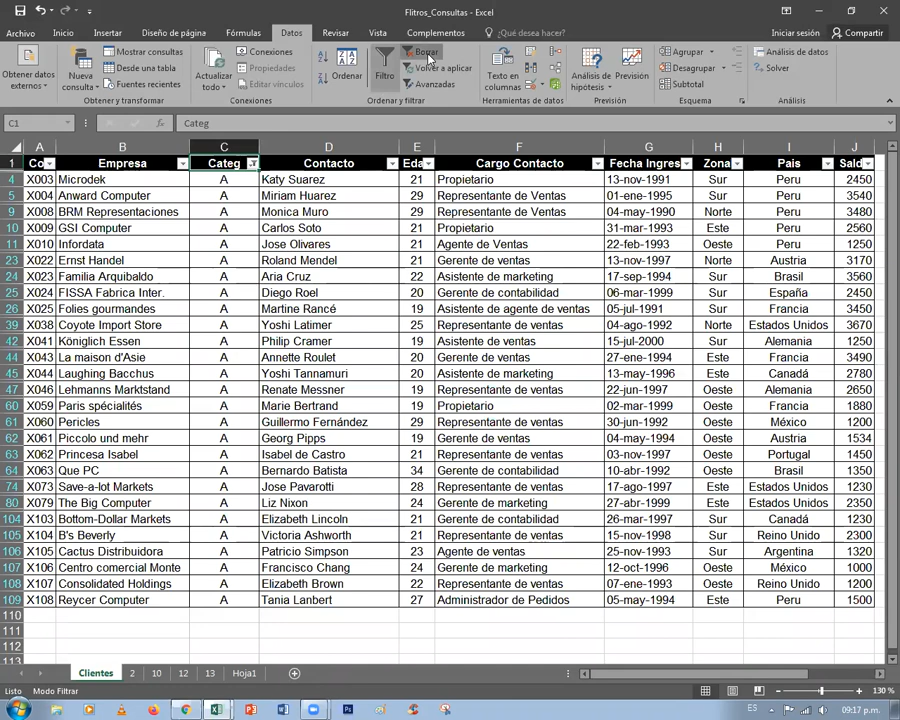 Flitros_Consultas - Excel
Archivo Inicio Insertar Diseño de página Fórmulas Datos Revisar Vista Complementos ¿Qué desea hacer? Iniciar sesión Compartir
Obtener datos externos
Nueva consulta
Mostrar consultas
Desde una tabla
Fuentes recientes
Obtener y transformar
Actualizar todo
Conexiones
Propiedades
Editar vínculos
Conexiones
Ordenar
Filtro
Borrar
Volver a aplicar
Avanzadas
Ordenar y filtrar
Texto en columnas
Herramientas de datos
Análisis de hipótesis
Previsión
Previsión
Agrupar
Desagrupar
Subtotal
Esquema
Análisis de datos
Solver
Análisis
C1 Categ
A B C D E F G H I J
1 Co Empresa Categ Contacto Eda Cargo Contacto Fecha Ingres Zona Pais Sald
4 X003 Microdek A Katy Suarez 21 Propietario 13-nov-1991 Sur Peru 2450
5 X004 Anward Computer A Miriam Huarez 29 Representante de Ventas 01-ene-1995 Sur Peru 3540
9 X008 BRM Representaciones A Monica Muro 29 Representante de Ventas 04-may-1990 Norte Peru 3480
10 X009 GSI Computer A Carlos Soto 21 Propietario 31-mar-1993 Este Peru 2560
11 X010 Infordata A Jose Olivares 21 Agente de Ventas 22-feb-1993 Oeste Peru 1250
23 X022 Ernst Handel A Roland Mendel 21 Gerente de ventas 13-nov-1997 Norte Austria 3170
24 X023 Familia Arquibaldo A Aria Cruz 22 Asistente de marketing 17-sep-1994 Sur Brasil 3560
25 X024 FISSA Fabrica Inter. A Diego Roel 20 Gerente de contabilidad 06-mar-1999 Sur España 2450
26 X025 Folies gourmandes A Martine Rancé 19 Asistente de agente de ventas 05-jul-1991 Sur Francia 3450
39 X038 Coyote Import Store A Yoshi Latimer 25 Representante de ventas 04-ago-1992 Norte Estados Unidos 3670
42 X041 Königlich Essen A Philip Cramer 19 Asistente de ventas 15-jul-2000 Sur Alemania 1250
44 X043 La maison d'Asie A Annette Roulet 20 Gerente de ventas 27-ene-1994 Este Francia 3490
45 X044 Laughing Bacchus A Yoshi Tannamuri 20 Asistente de marketing 13-may-1996 Este Canadá 2780
47 X046 Lehmanns Marktstand A Renate Messner 19 Representante de ventas 22-jun-1997 Oeste Alemania 2650
60 X059 Paris spécialités A Marie Bertrand 19 Propietario 02-mar-1999 Oeste Francia 1880
61 X060 Pericles A Guillermo Fernández 29 Representante de ventas 30-jun-1992 Oeste México 1200
62 X061 Piccolo und mehr A Georg Pipps 19 Gerente de ventas 04-may-1994 Oeste Austria 1534
63 X062 Princesa Isabel A Isabel de Castro 21 Representante de ventas 03-nov-1997 Oeste Portugal 1450
64 X063 Que PC A Bernardo Batista 34 Gerente de contabilidad 10-abr-1992 Oeste Brasil 1350
74 X073 Save-a-lot Markets A Jose Pavarotti 28 Representante de ventas 17-ago-1997 Este Estados Unidos 1230
80 X079 The Big Computer A Liz Nixon 24 Gerente de marketing 27-abr-1999 Este Estados Unidos 2350
104 X103 Bottom-Dollar Markets A Elizabeth Lincoln 21 Gerente de contabilidad 26-mar-1997 Sur Canadá 1230
105 X104 B's Beverly A Victoria Ashworth 21 Representante de ventas 15-nov-1998 Sur Reino Unido 2300
106 X105 Cactus Distribuidora A Patricio Simpson 23 Agente de ventas 25-nov-1993 Sur Argentina 1320
107 X106 Centro comercial Monte A Francisco Chang 24 Gerente de marketing 12-oct-1996 Oeste México 1000
108 X107 Consolidated Holdings A Elizabeth Brown 22 Representante de ventas 07-ene-1993 Oeste Reino Unido 1200
109 X108 Reycer Computer A Tania Lanbert 27 Administrador de Pedidos 05-may-1994 Este Peru 1500
110
111
112
113
Clientes 2 10 12 13 Hoja1
Listo Modo Filtrar 130 %
ES 09:17 p.m.